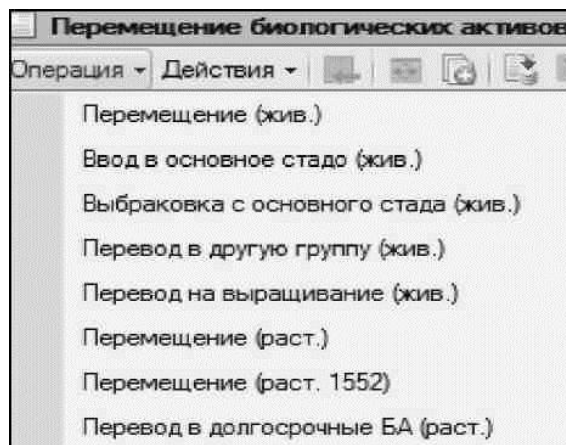 Перемещение биологических активов
Операция Действия
Перемещение (жив.)
Ввод в основное стадо (жив.)
Выбраковка с основного стада (жив.)
Перевод в другую группу (жив.)
Перевод на выращивание (жив.)
Перемещение (раст.)
Перемещение (раст. 1552)
Перевод в долгосрочные БА (раст.)